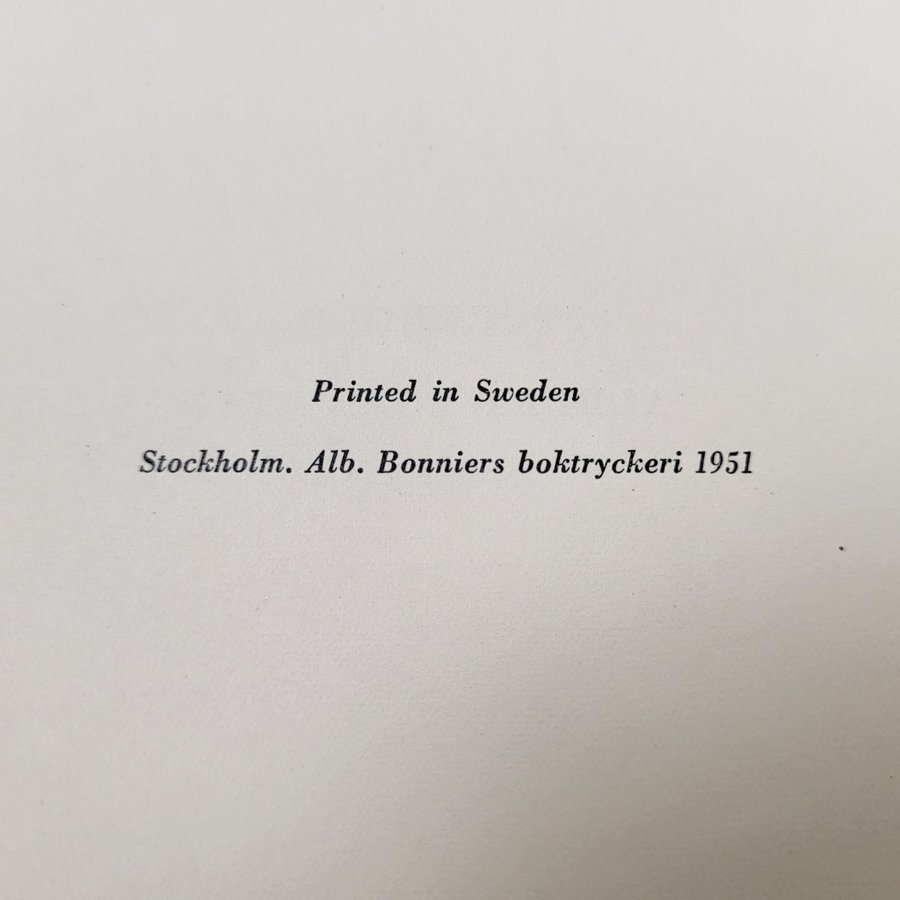 Printed in Sweden
Stockholm. Alb. Bonniers boktryckeri 1951